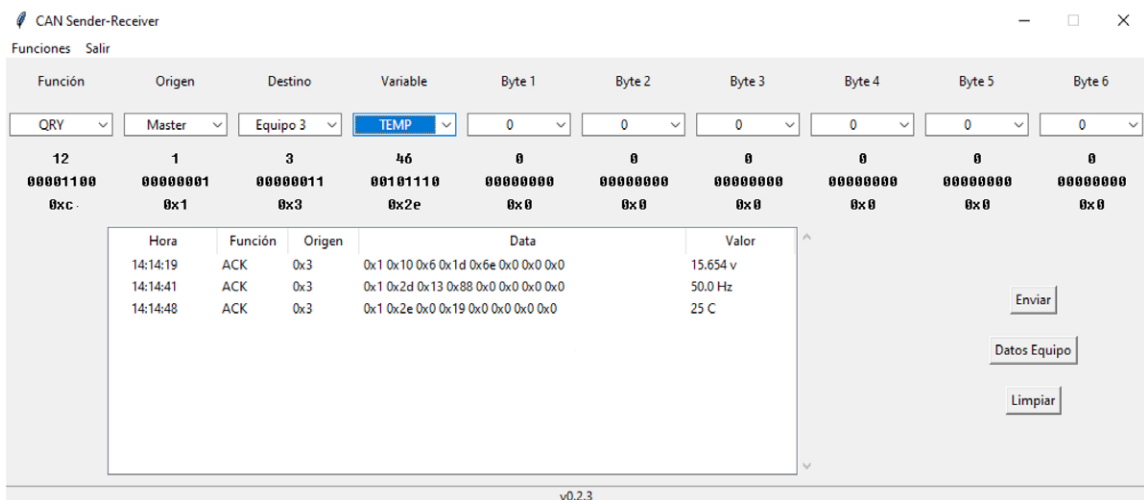 CAN Sender-Receiver
Funciones Salir
Función Origen Destino Variable Byte 1 Byte 2 Byte 3 Byte 4 Byte 5 Byte 6
QRY Master Equipo 3 TEMP 0 0 0 0 0 0
12 1 3 46 0 0 0 0 0 0
00001100 00000001 00000011 00101110 00000000 00000000 00000000 00000000 00000000 00000000
0xc 0x1 0x3 0x2e 0x0 0x0 0x0 0x0 0x0 0x0
Hora Función Origen Data Valor
14:14:19 ACK 0x3 0x1 0x10 0x6 0x1d 0x6e 0x0 0x0 0x0 15.654 v
14:14:41 ACK 0x3 0x1 0x2d 0x13 0x88 0x0 0x0 0x0 0x0 50.0 Hz
14:14:48 ACK 0x3 0x1 0x2e 0x0 0x19 0x0 0x0 0x0 0x0 25 C
Enviar
Datos Equipo
Limpiar
v0.2.3